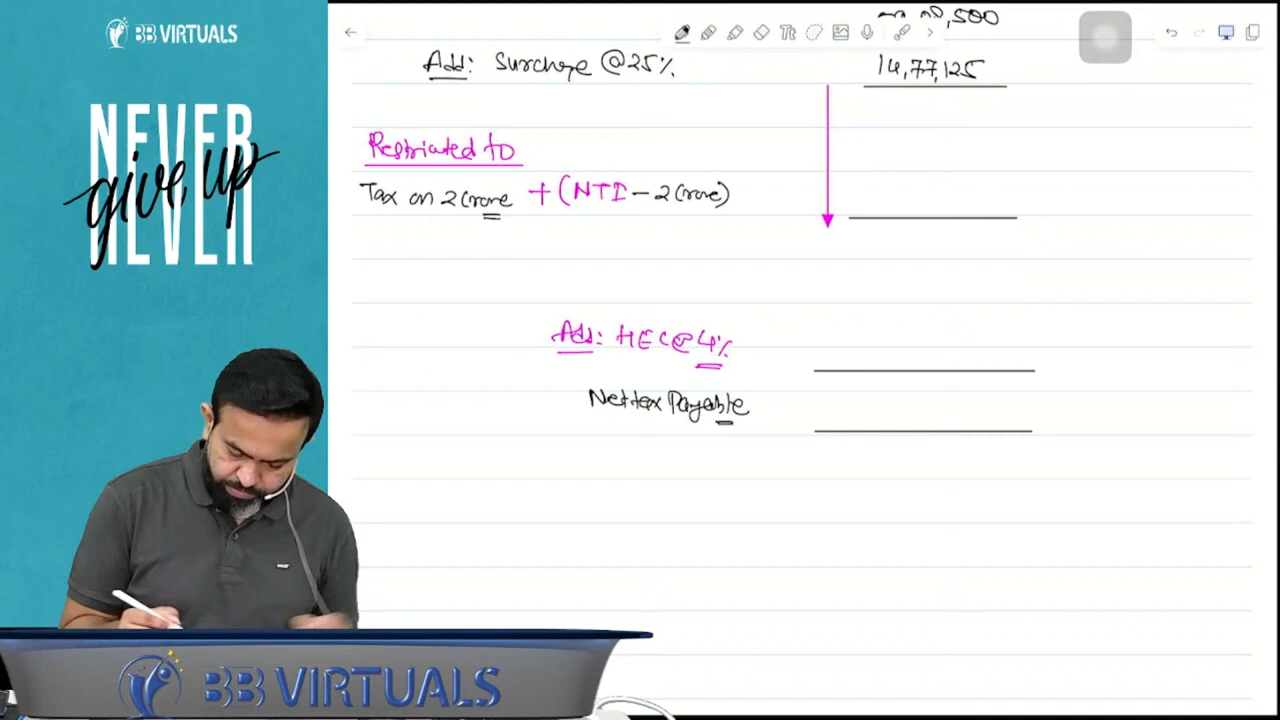 BB VIRTUALS
NEVER
give up
NEVER
,500
Add: Surcharge @25% 14,77,125
Restricted to
Tax on 2 Crore + (NTI - 2 Crore)
Add: HEC@4%
Net tax Payable
BB VIRTUALS